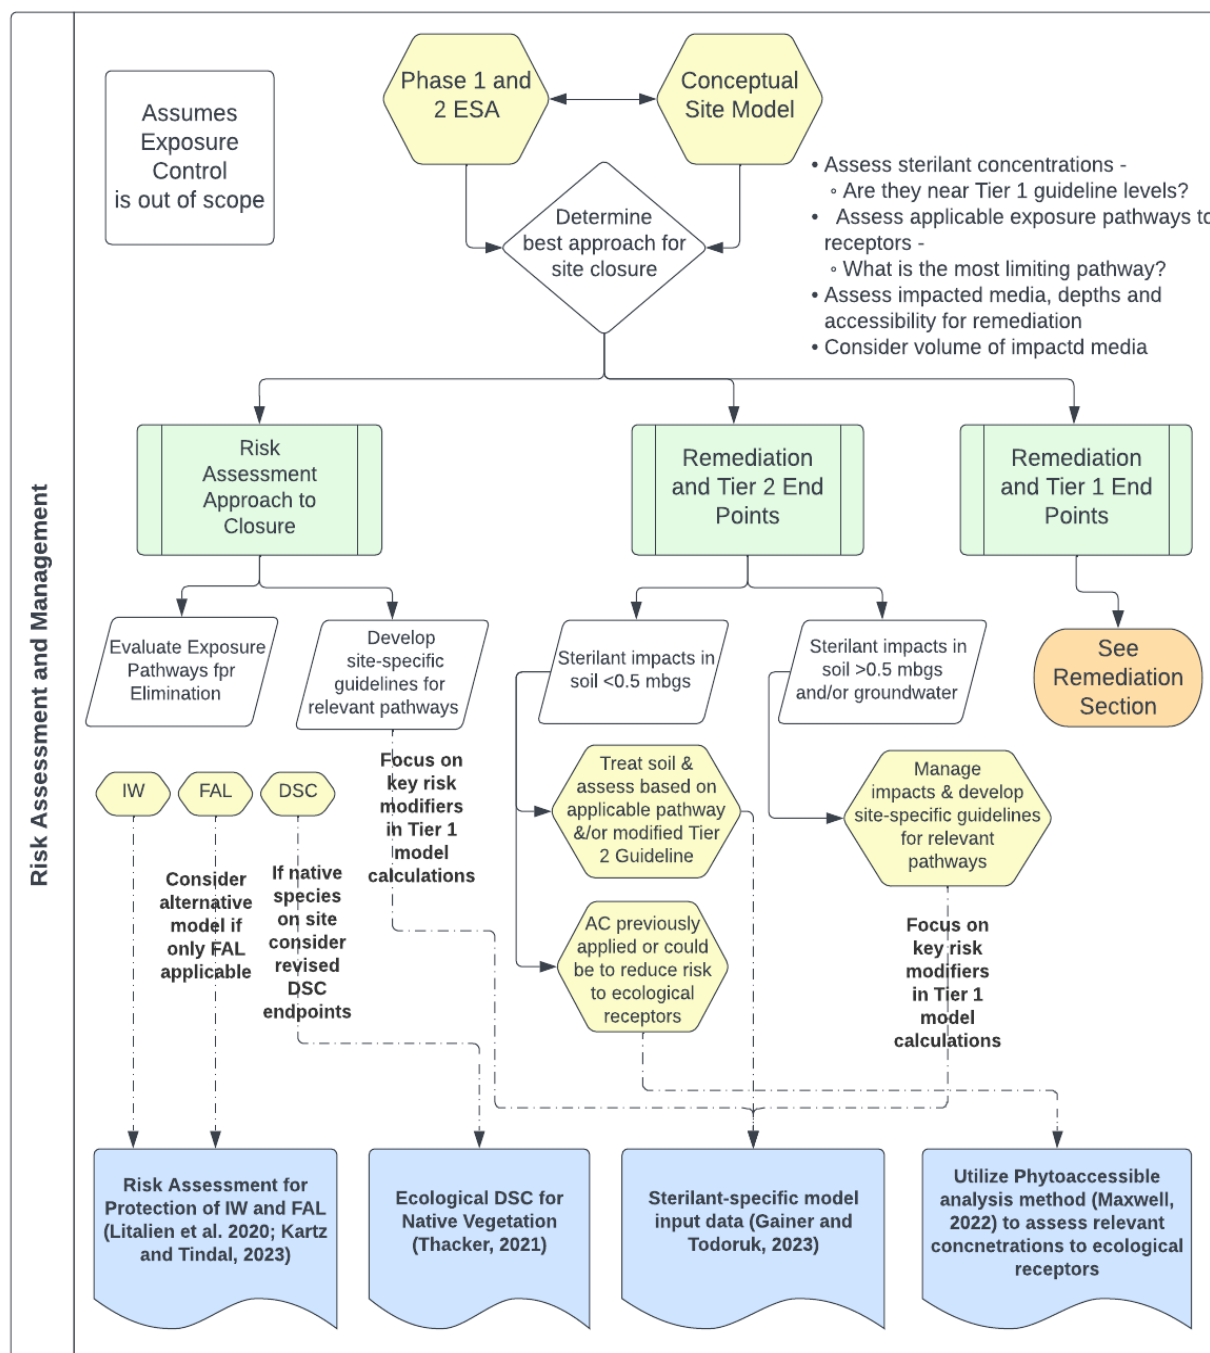 Risk Assessment and Management
Assumes
Exposure
Control
is out of scope
Phase 1 and
2 ESA
Conceptual
Site Model
Determine
best approach for
site closure
• Assess sterilant concentrations -
◦ Are they near Tier 1 guideline levels?
• Assess applicable exposure pathways to
receptors -
◦ What is the most limiting pathway?
• Assess impacted media, depths and
accessibility for remediation
• Consider volume of impactd media
Risk
Assessment
Approach to
Closure
Remediation
and Tier 2 End
Points
Remediation
and Tier 1 End
Points
Evaluate Exposure
Pathways fpr
Elimination
Develop
site-specific
guidelines for
relevant pathways
Sterilant impacts in
soil <0.5 mbgs
Sterilant impacts in
soil >0.5 mbgs
and/or groundwater
See
Remediation
Section
IW
FAL
DSC
Focus on
key risk
modifiers
in Tier 1
model
calculations
Treat soil &
assess based on
applicable pathway
&/or modified Tier
2 Guideline
Manage
impacts & develop
site-specific guidelines
for relevant
pathways
Consider
alternative
model if
only FAL
applicable
If native
species
on site
consider
revised
DSC
endpoints
AC previously
applied or could
be to reduce risk
to ecological
receptors
Focus on
key risk
modifiers
in Tier 1
model
calculations
Risk Assessment for
Protection of IW and FAL
(Litalien et al. 2020; Kartz
and Tindal, 2023)
Ecological DSC for
Native Vegetation
(Thacker, 2021)
Sterilant-specific model
input data (Gainer and
Todoruk, 2023)
Utilize Phytoaccessible
analysis method (Maxwell,
2022) to assess relevant
concnetrations to ecological
receptors